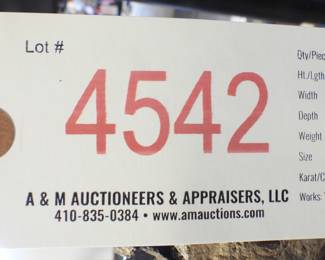 Lot #
4542
A & M AUCTIONEERS & APPRAISERS, LLC
410-835-0384 • www.amauctions.com
Qty/Piec
Ht./Lgth
Width
Depth
Weight
Size
Karat/C
Works: